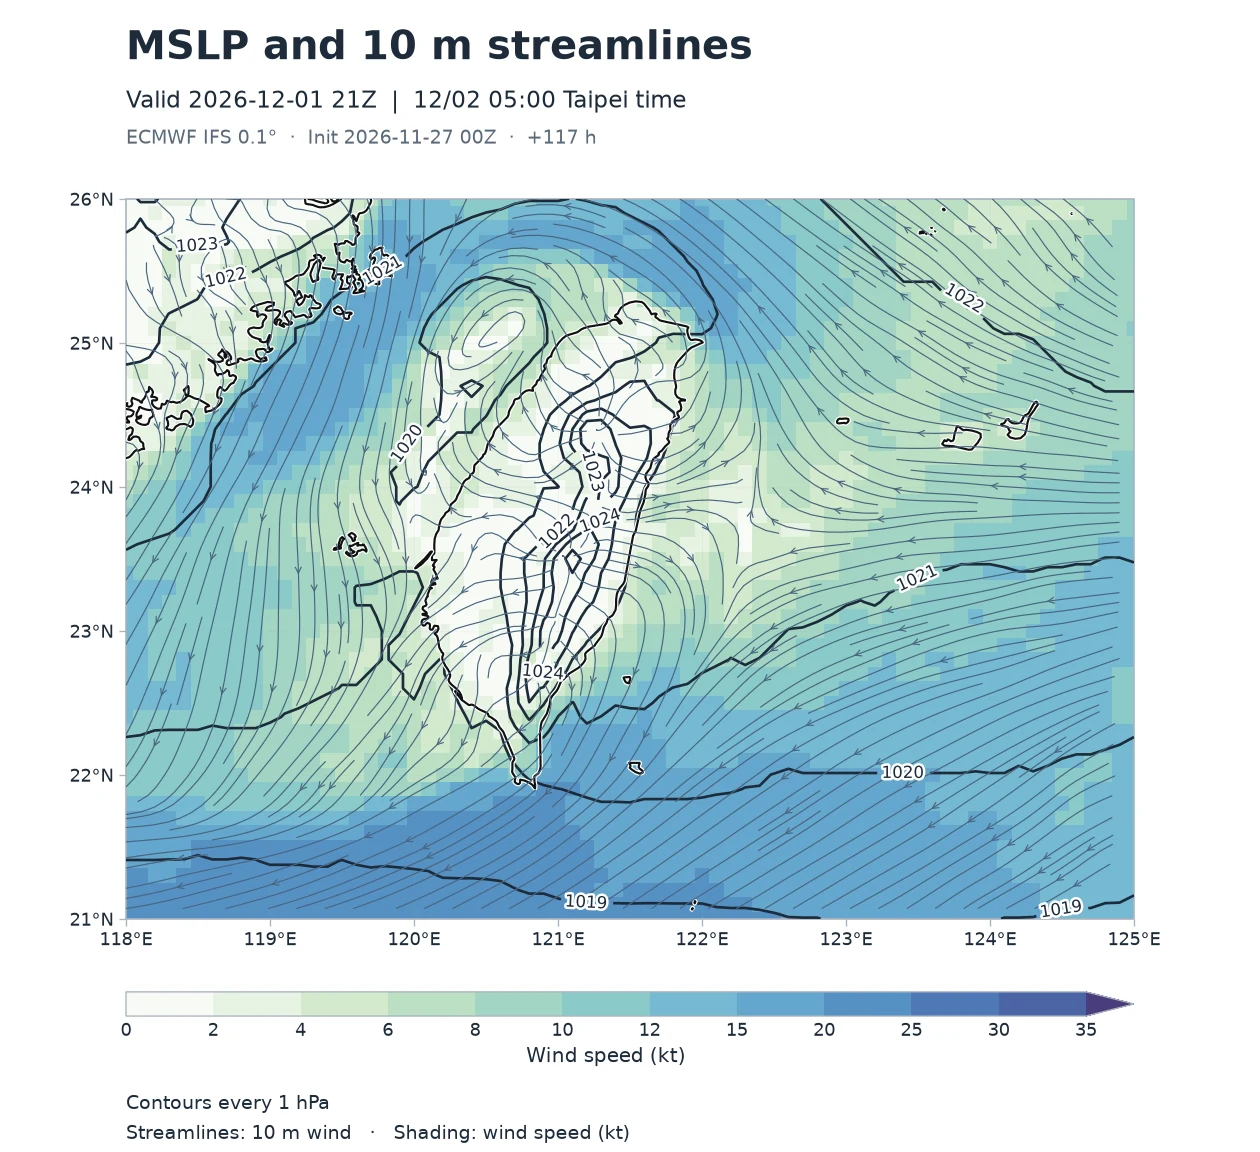 MSLP and 10 m streamlines
Valid 2026-12-01 21Z | 12/02 05:00 Taipei time
ECMWF IFS 0.1° · Init 2026-11-27 00Z · +117 h
26°N
25°N
24°N
23°N
22°N
21°N
1023
1022
1021
1022
1020
1023
1024
1022
1021
1024
1020
1019
1019
118°E 119°E 120°E 121°E 122°E 123°E 124°E 125°E
0 2 4 6 8 10 12 15 20 25 30 35
Wind speed (kt)
Contours every 1 hPa
Streamlines: 10 m wind · Shading: wind speed (kt)